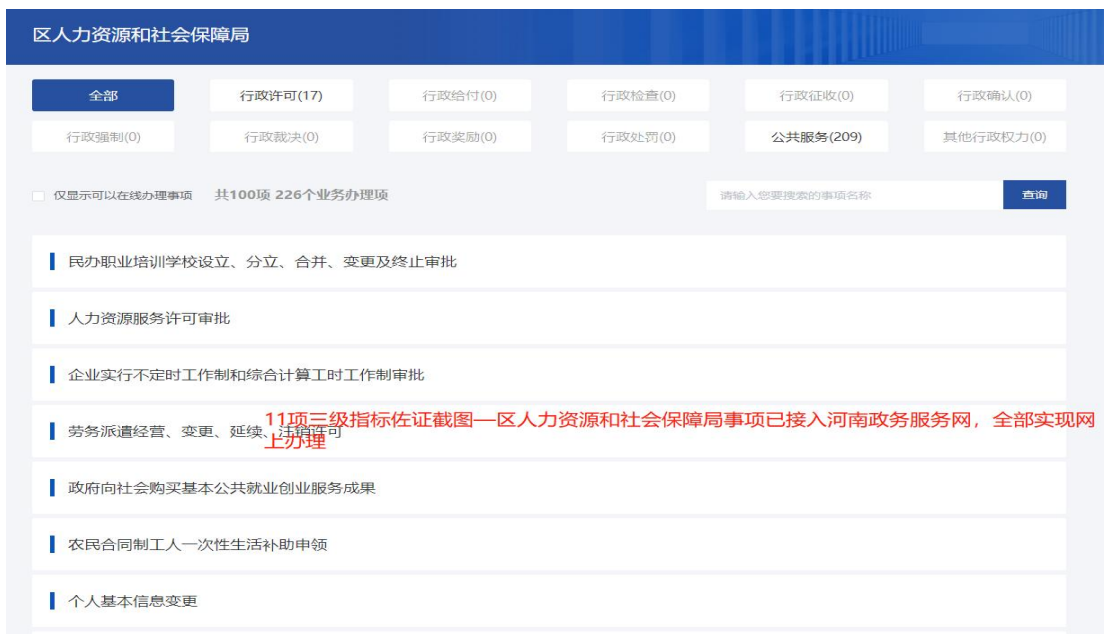 区人力资源和社会保障局
全部 行政许可(17) 行政给付(0) 行政检查(0) 行政征收(0) 行政确认(0)
行政强制(0) 行政裁决(0) 行政奖励(0) 行政处罚(0) 公共服务(209) 其他行政权力(0)
仅显示可以在线办理事项 共100项 226个业务办理项 请输入您要搜索的事项名称 查询
民办职业培训学校设立、分立、合并、变更及终止审批
人力资源服务许可审批
企业实行不定时工作制和综合计算工时工作制审批
11项三级指标佐证截图—区人力资源和社会保障局事项已接入河南政务服务网，全部实现网
上办理
劳务派遣经营、变更、延续、注销许可
政府向社会购买基本公共就业创业服务成果
农民合同制工人一次性生活补助申领
个人基本信息变更